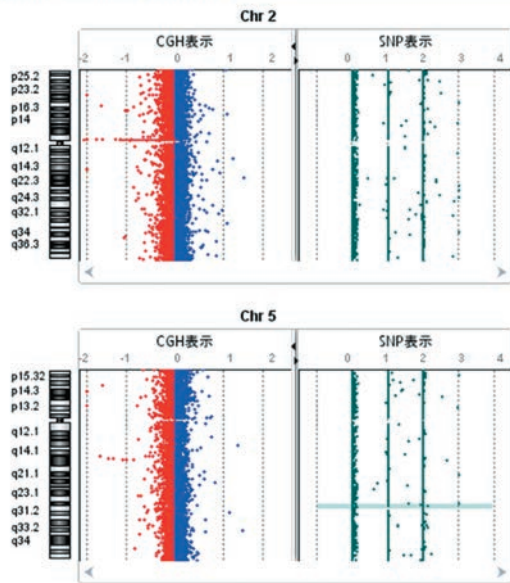 Chr 2
CGH表示
SNP表示
-2 -1 0 1 2
0 1 2 3 4
p25.2
p23.2
p16.3
p14
q12.1
q14.3
q22.3
q24.3
q32.1
q34
q36.3
Chr 5
CGH表示
SNP表示
-2 -1 0 1 2
0 1 2 3 4
p15.32
p14.3
p13.2
q12.1
q14.1
q21.1
q23.1
q31.2
q33.2
q34